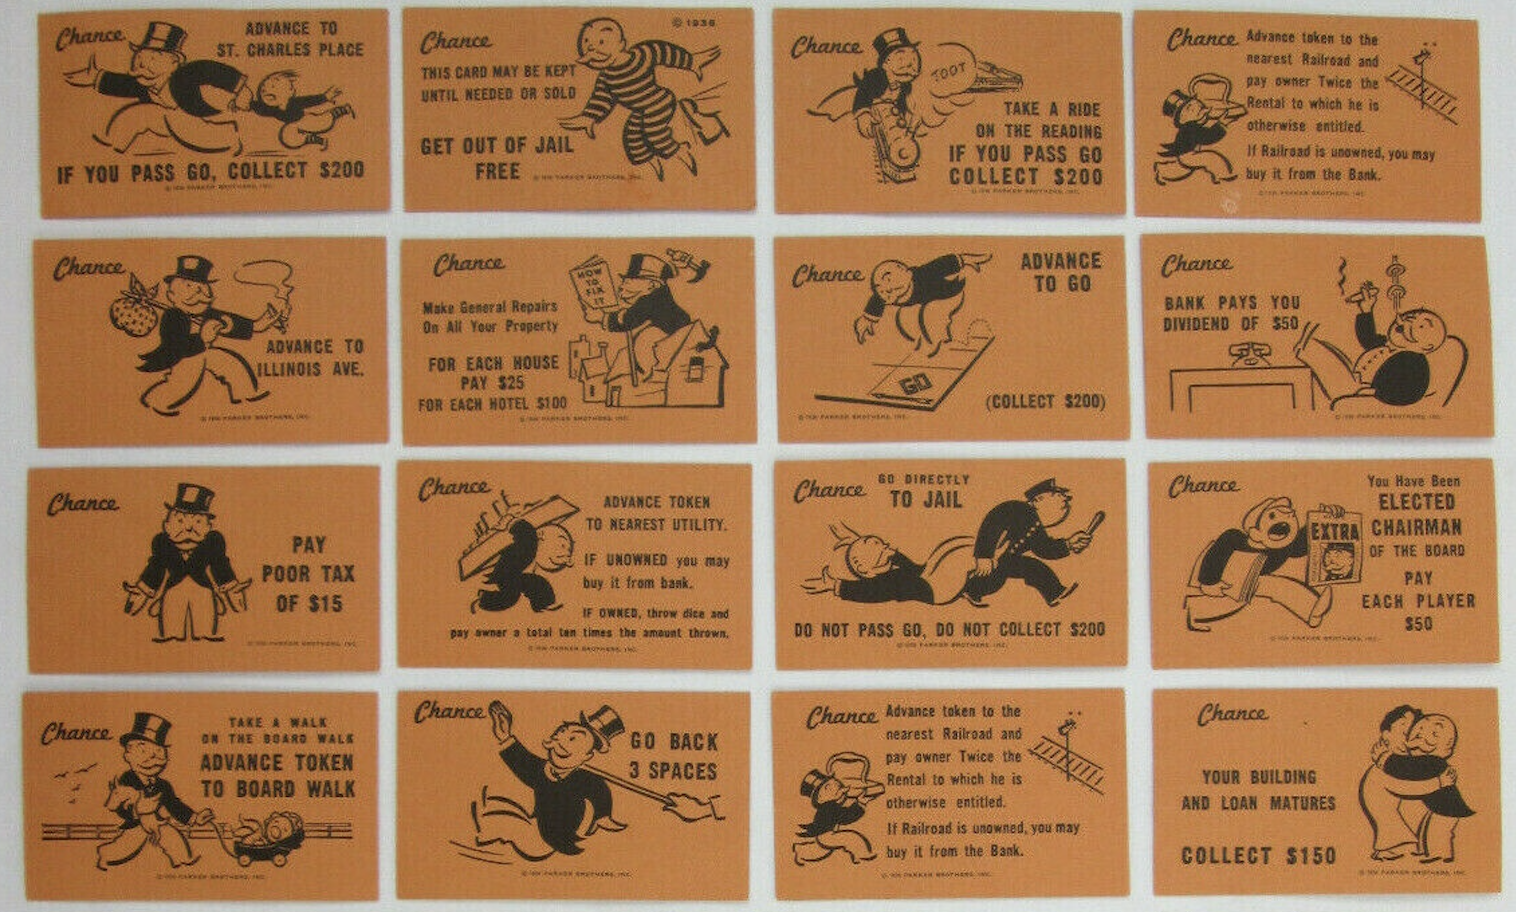 Chance
ADVANCE TO
ST. CHARLES PLACE
IF YOU PASS GO, COLLECT $200
© 1936 PARKER BROTHERS, INC.
Chance
© 1936
THIS CARD MAY BE KEPT
UNTIL NEEDED OR SOLD
GET OUT OF JAIL
FREE
© 1936 PARKER BROTHERS, INC.
Chance
TOOT
TAKE A RIDE
ON THE READING
IF YOU PASS GO
COLLECT $200
© 1936 PARKER BROTHERS, INC.
Chance
Advance token to the
nearest Railroad and
pay owner Twice the
Rental to which he is
otherwise entitled.
If Railroad is unowned, you may
buy it from the Bank.
© 1936 PARKER BROTHERS, INC.
Chance
ADVANCE TO
ILLINOIS AVE.
© 1936 PARKER BROTHERS, INC.
Chance
HOW
TO
FIX
IT
Make General Repairs
On All Your Property
FOR EACH HOUSE
PAY $25
FOR EACH HOTEL $100
© 1936 PARKER BROTHERS, INC.
Chance
ADVANCE
TO GO
GO
(COLLECT $200)
© 1936 PARKER BROTHERS, INC.
Chance
BANK PAYS YOU
DIVIDEND OF $50
© 1936 PARKER BROTHERS, INC.
Chance
PAY
POOR TAX
OF $15
© 1936 PARKER BROTHERS, INC.
Chance
ADVANCE TOKEN
TO NEAREST UTILITY.
IF UNOWNED you may
buy it from bank.
IF OWNED, throw dice and
pay owner a total ten times the amount thrown.
© 1936 PARKER BROTHERS, INC.
Chance
GO DIRECTLY
TO JAIL
DO NOT PASS GO, DO NOT COLLECT $200
© 1936 PARKER BROTHERS, INC.
Chance
EXTRA
You Have Been
ELECTED
CHAIRMAN
OF THE BOARD
PAY
EACH PLAYER
$50
© 1936 PARKER BROTHERS, INC.
Chance
TAKE A WALK
ON THE BOARD WALK
ADVANCE TOKEN
TO BOARD WALK
© 1936 PARKER BROTHERS, INC.
Chance
GO BACK
3 SPACES
© 1936 PARKER BROTHERS, INC.
Chance
Advance token to the
nearest Railroad and
pay owner Twice the
Rental to which he is
otherwise entitled.
If Railroad is unowned, you may
buy it from the Bank.
© 1936 PARKER BROTHERS, INC.
Chance
YOUR BUILDING
AND LOAN MATURES
COLLECT $150
© 1936 PARKER BROTHERS, INC.